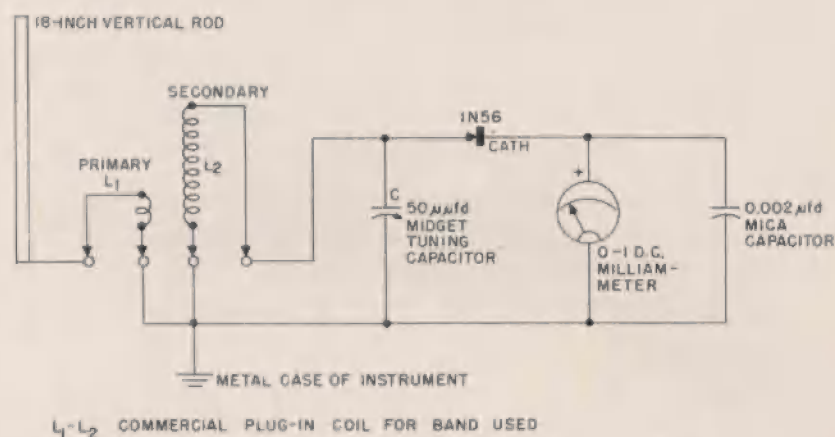 18-INCH VERTICAL ROD
SECONDARY
L2
PRIMARY
L1
1N56
CATH
C
50 μμfd
MIDGET
TUNING
CAPACITOR
+
0-1 D.C.
MILLIAM-
METER
0.002 μfd
MICA
CAPACITOR
METAL CASE OF INSTRUMENT
L1-L2 COMMERCIAL PLUG-IN COIL FOR BAND USED